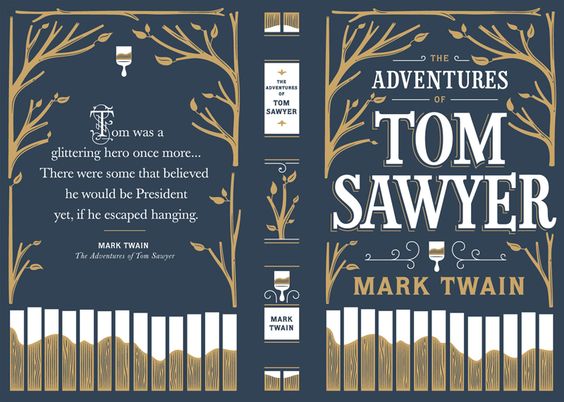 Tom was a
glittering hero once more...
There were some that believed
he would be President
yet, if he escaped hanging.
MARK TWAIN
The Adventures of Tom Sawyer
THE
ADVENTURES
OF
TOM
SAWYER
MARK
TWAIN
THE
ADVENTURES
OF
TOM
SAWYER
MARK TWAIN